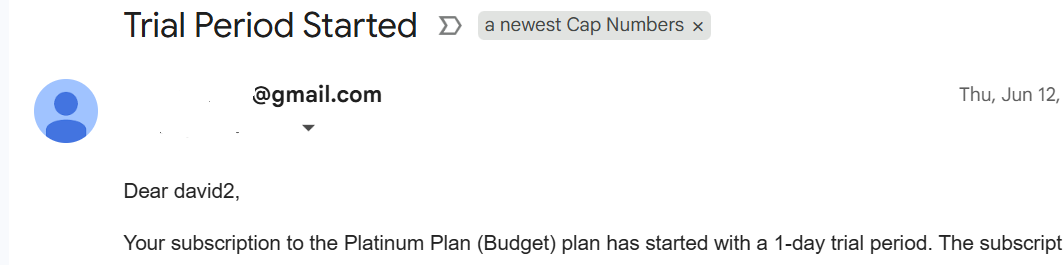 Trial Period Started a newest Cap Numbers ×
@gmail.com Thu, Jun 12,
Dear david2,
Your subscription to the Platinum Plan (Budget) plan has started with a 1-day trial period. The subscript